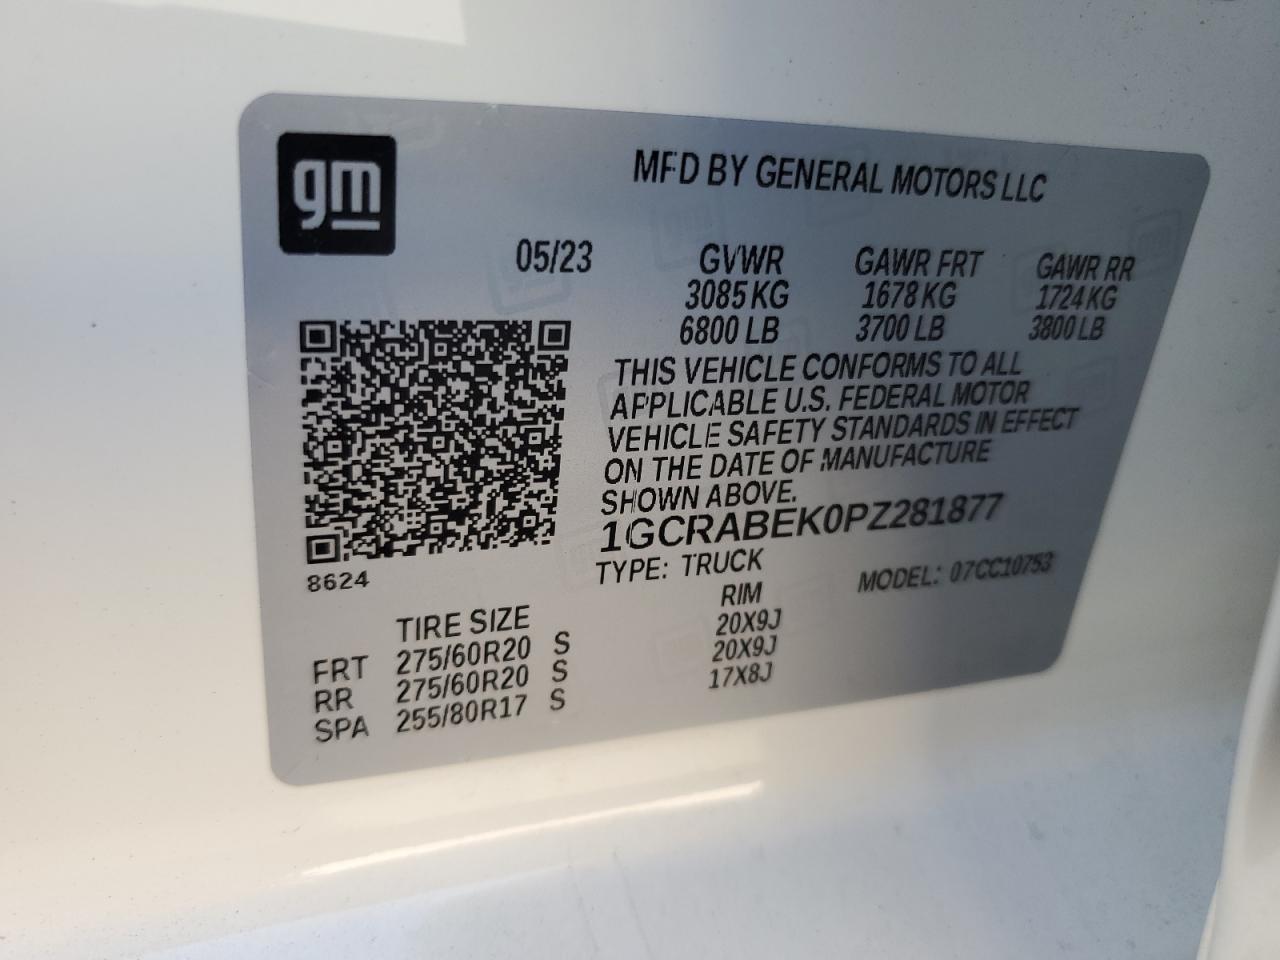 gm
MFD BY GENERAL MOTORS LLC
05/23 GVWR GAWR FRT GAWR RR
3085 KG 1678 KG 1724 KG
6800 LB 3700 LB 3800 LB
THIS VEHICLE CONFORMS TO ALL
APPLICABLE U.S. FEDERAL MOTOR
VEHICLE SAFETY STANDARDS IN EFFECT
ON THE DATE OF MANUFACTURE
SHOWN ABOVE.
1GCRABEK0PZ281877
TYPE: TRUCK MODEL: 07CC10753
8624
TIRE SIZE RIM
FRT 275/60R20 S 20X9J
RR 275/60R20 S 20X9J
SPA 255/80R17 S 17X8J